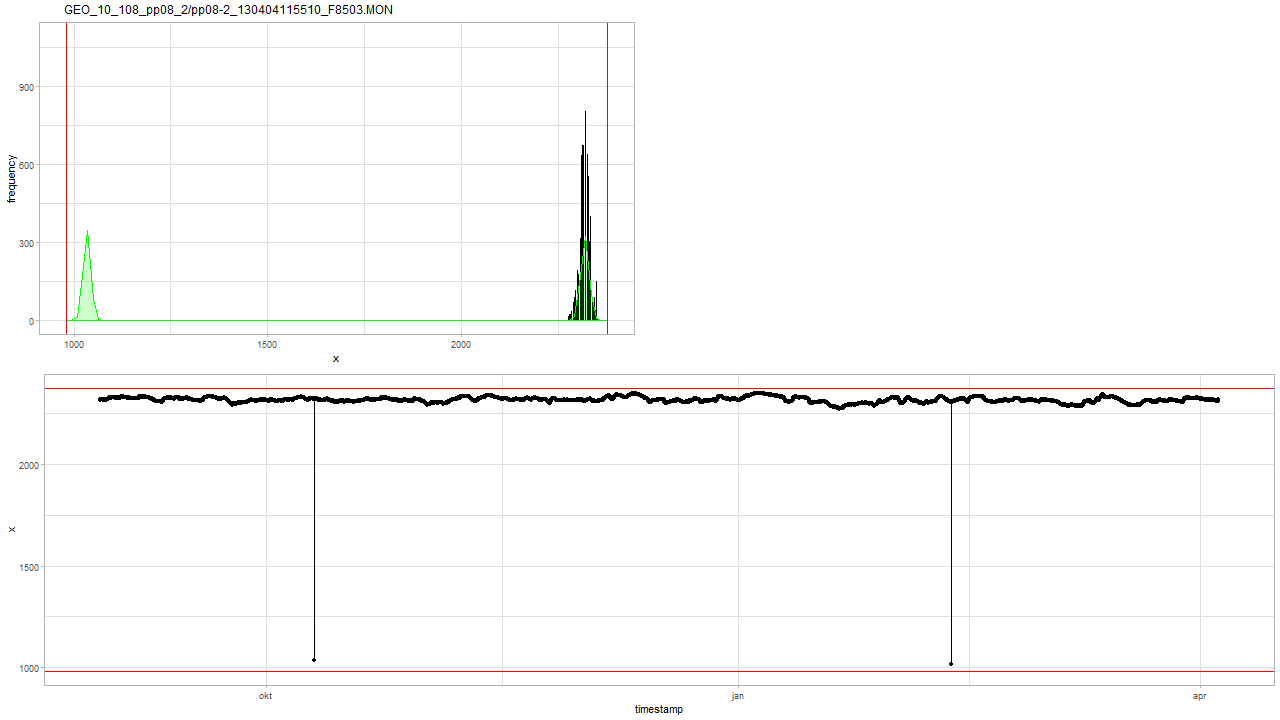 GEO_10_108_pp08_2/pp08-2_130404115510_F8503.MON
900
600
300
0
frequency
1000
1500
2000
x
2000
1500
1000
x
okt
jan
apr
timestamp